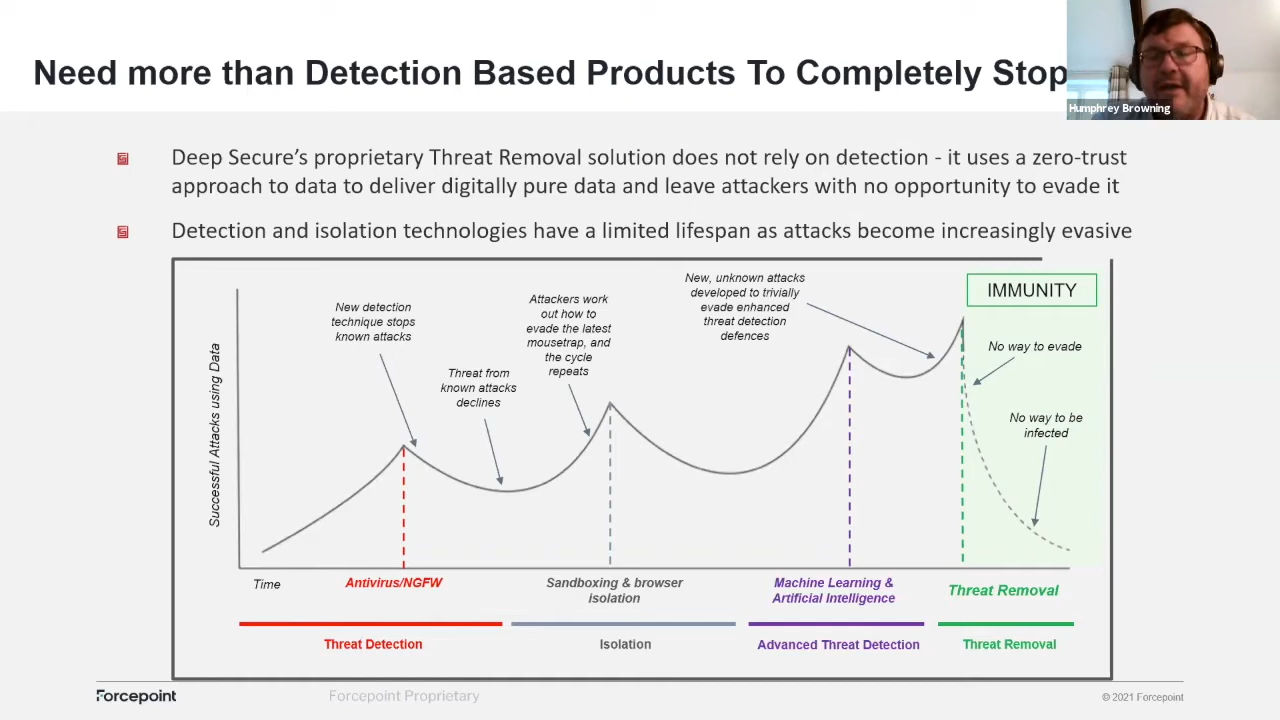 Need more than Detection Based Products To Completely Stop
Humphrey Browning
Deep Secure’s proprietary Threat Removal solution does not rely on detection - it uses a zero-trust
approach to data to deliver digitally pure data and leave attackers with no opportunity to evade it
Detection and isolation technologies have a limited lifespan as attacks become increasingly evasive
Successful Attacks using Data
New detection
technique stops
known attacks
Threat from
known attacks
declines
Attackers work
out how to
evade the latest
mousetrap, and
the cycle
repeats
New, unknown attacks
developed to trivially
evade enhanced
threat detection
defences
IMMUNITY
No way to evade
No way to be
infected
Time
Antivirus/NGFW
Sandboxing & browser
isolation
Machine Learning &
Artificial Intelligence
Threat Removal
Threat Detection
Isolation
Advanced Threat Detection
Threat Removal
Forcepoint
Forcepoint Proprietary
© 2021 Forcepoint